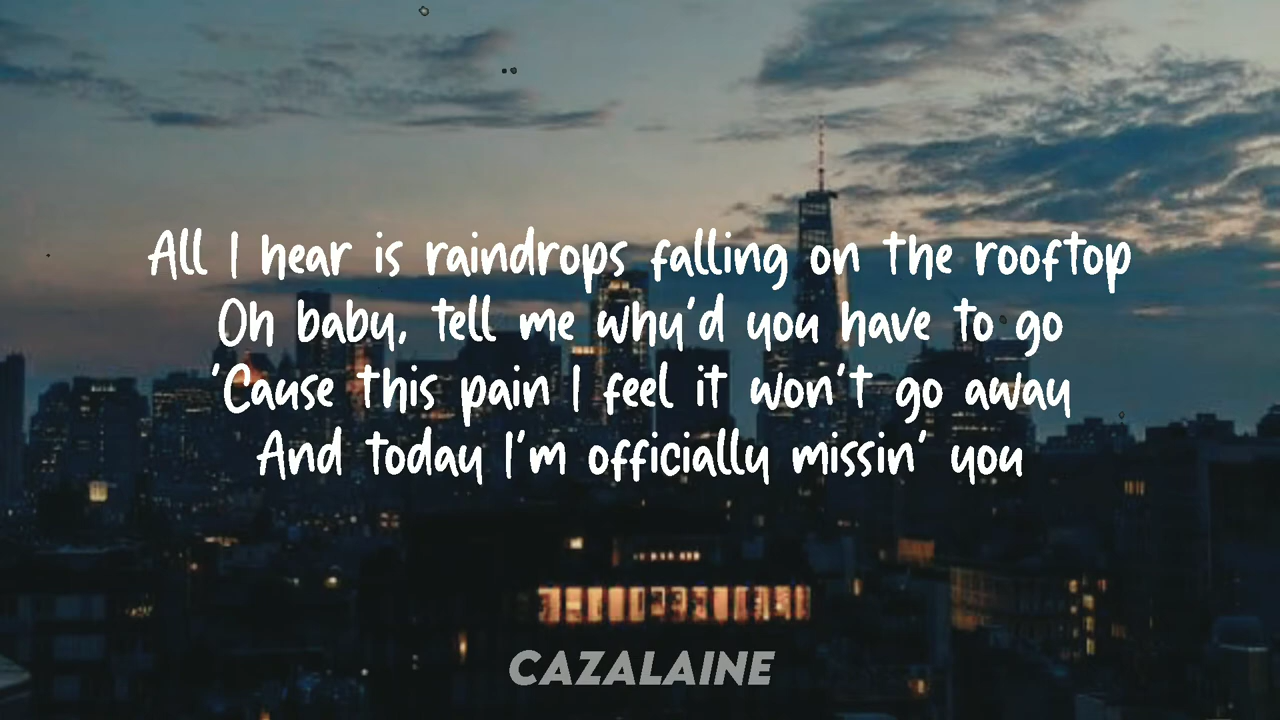 All I hear is raindrops falling on the rooftop
Oh baby, tell me why'd you have to go
'Cause this pain I feel it won't go away
And today I'm officially missin' you
CAZALAINE